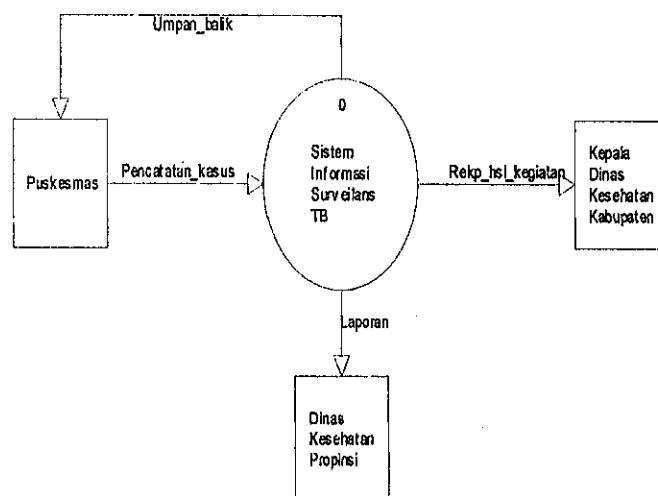 Umpan_balik
0
Sistem
Informasi
Surveilans
TB
Puskesmas
Pencatatan_kasus
Rekp_hsl_kegiatan
Kepala
Dinas
Kesehatan
Kabupaten
Laporan
Dinas
Kesehatan
Propinsi